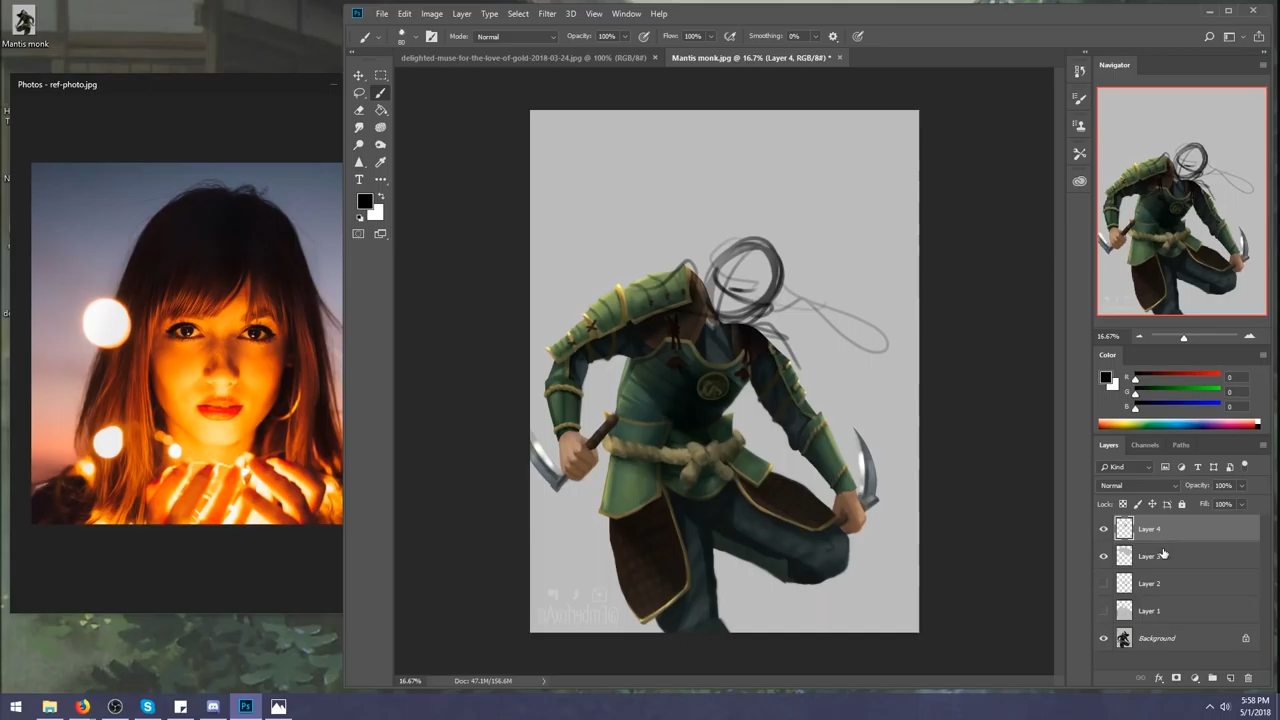 Mantis monk
Photos - ref-photo.jpg
File Edit Image Layer Type Select Filter 3D View Window Help
80 Mode: Normal Opacity: 100% Flow: 100% Smoothing: 0%
delighted-muse-for-the-love-of-gold-2018-03-24.jpg @ 100% (RGB/8#) × Mantis monk.jpg @ 16.7% (Layer 4, RGB/8#) * ×
Navigator
16.67%
Color
R 0
G 0
B 0
Layers Channels Paths
Kind
Normal Opacity: 100%
Lock: Fill: 100%
Layer 4
Layer 3
Layer 2
Layer 1
Background
16.67% Doc: 47.1M/156.6M
Ps
5:58 PM
5/1/2018